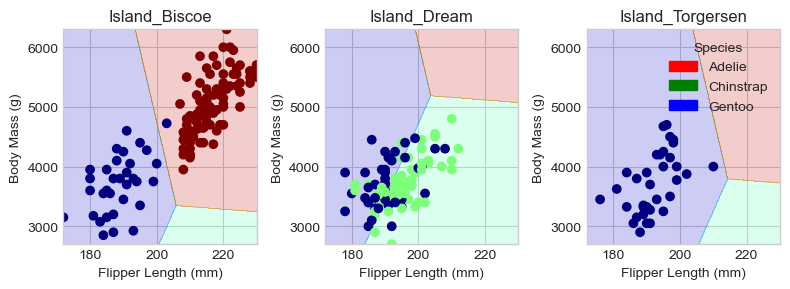 Island_Biscoe
6000
5000
4000
3000
Body Mass (g)
180
200
220
Flipper Length (mm)
Island_Dream
6000
5000
4000
3000
Body Mass (g)
180
200
220
Flipper Length (mm)
Island_Torgersen
Species
Adelie
Chinstrap
Gentoo
6000
5000
4000
3000
Body Mass (g)
180
200
220
Flipper Length (mm)